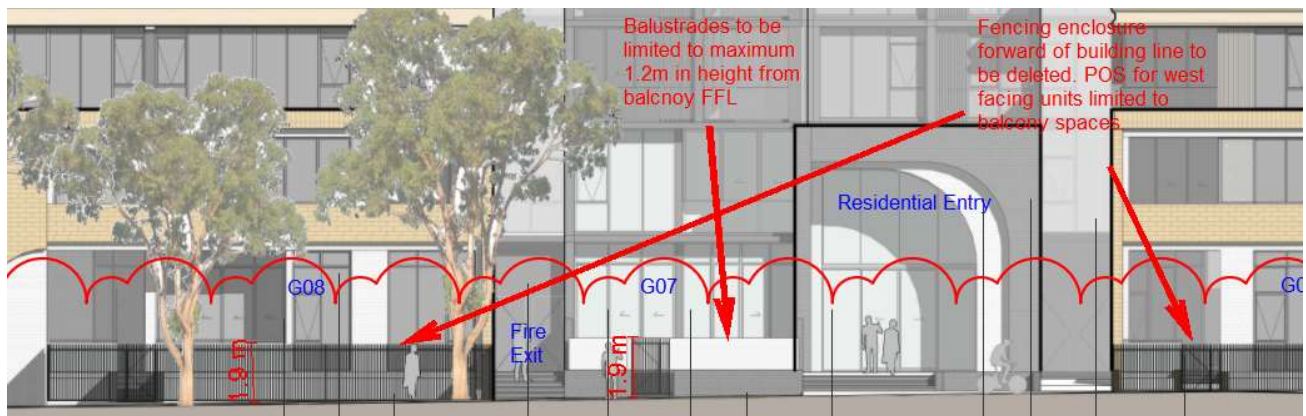 Balustrades to be
limited to maximum
1.2m in height from
balcnoy FFL
Fencing enclosure
forward of building line to
be deleted. POS for west
facing units limited to
balcony spaces
Residential Entry
G08
G07
G0
Fire
Exit
1.9 m
1.9 m